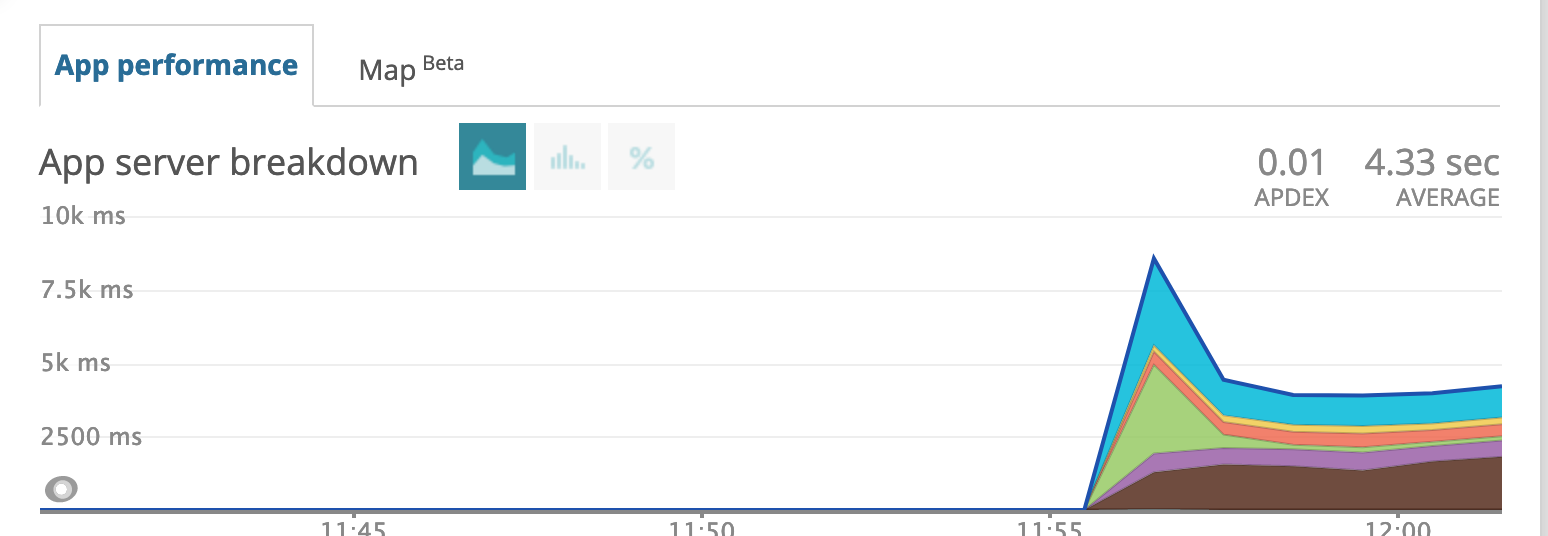 App performance
Map Beta
App server breakdown
%
0.01
4.33 sec
APDEX
AVERAGE
10k ms
7.5k ms
5k ms
2500 ms
11:45
11:50
11:55
12:00